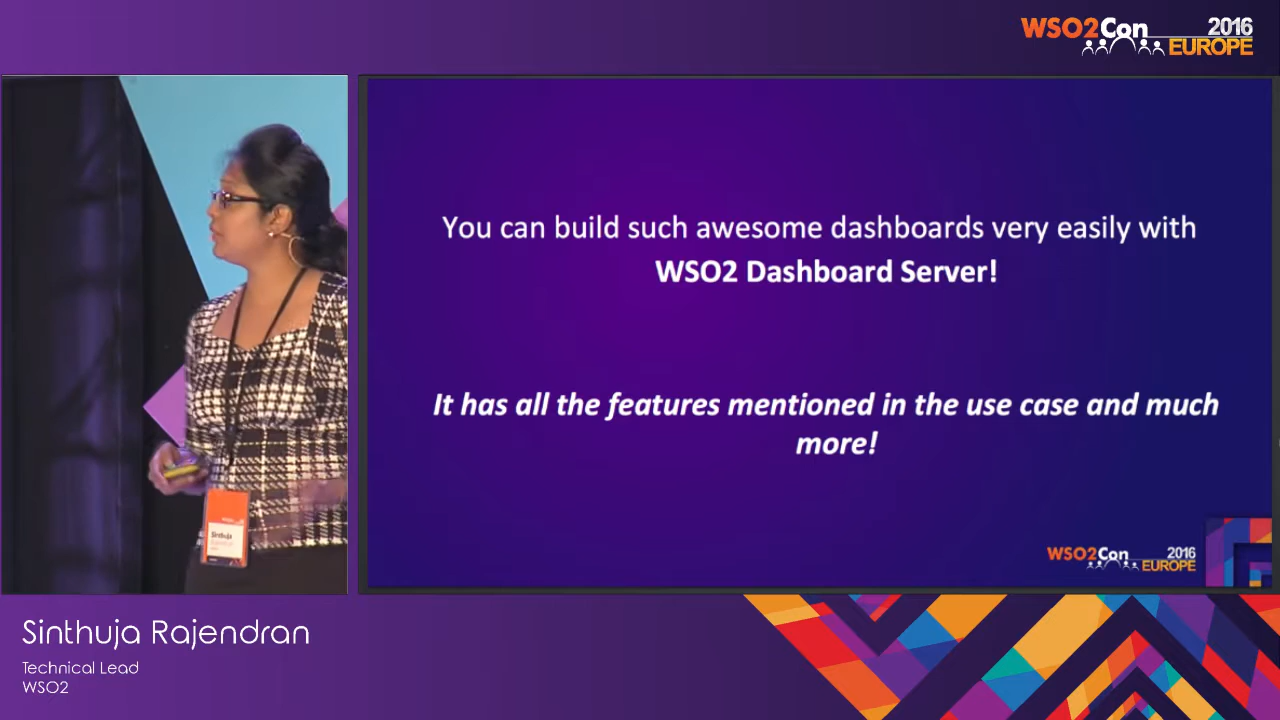 WSO2Con 2016
EUROPE
You can build such awesome dashboards very easily with
WSO2 Dashboard Server!
It has all the features mentioned in the use case and much
more!
WSO2Con 2016
EUROPE
Sinthuja
Sinthuja Rajendran
Technical Lead
WSO2